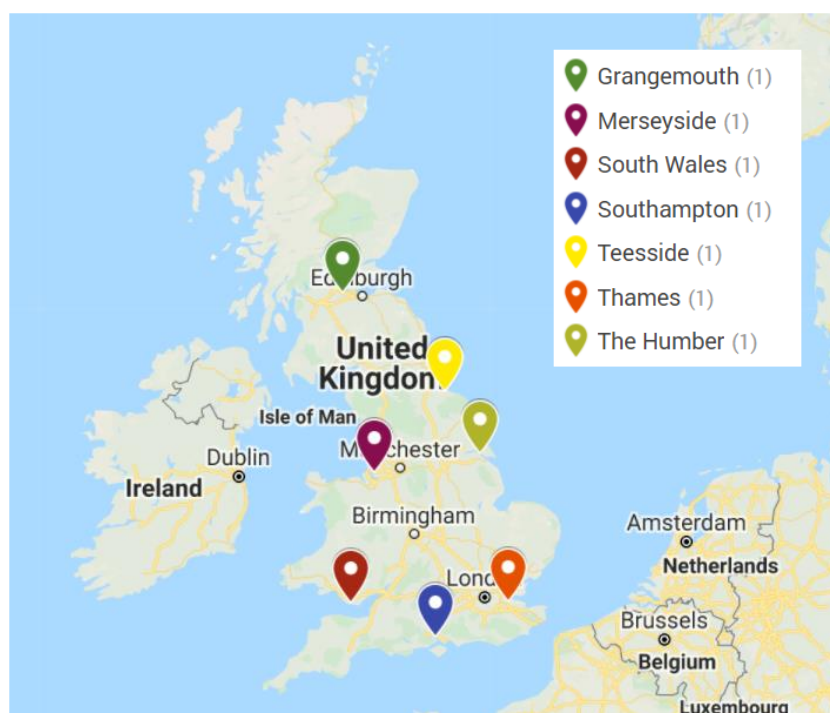 Grangemouth (1)
Merseyside (1)
South Wales (1)
Southampton (1)
Teesside (1)
Thames (1)
The Humber (1)
Edinburgh
United
Kingdom
Isle of Man
Manchester
Dublin
Ireland
Birmingham
London
Amsterdam
Netherlands
Brussels
Belgium
Luxembourg